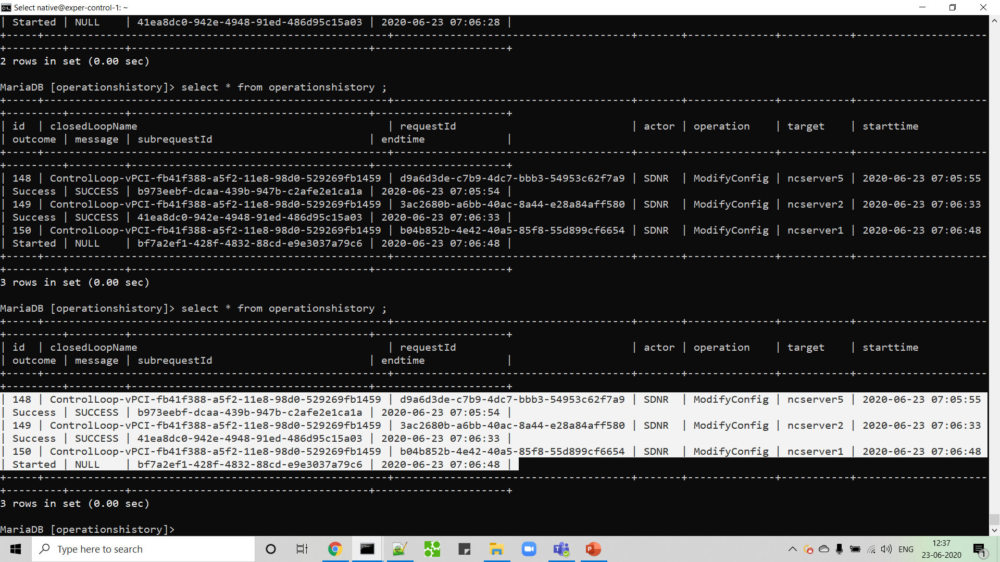 Select native@exper-control-1: ~
| Started | NULL    | 41ea8dc0-942e-4948-91ed-486d95c15a03 | 2020-06-23 07:06:28 |
+-----+-------------------------------------------------------+--------------------------------------+-------+--------------+-----------+---------------------
+---------+---------+--------------------------------------+---------------------+
2 rows in set (0.00 sec)
MariaDB [operationshistory]> select * from operationshistory ;
+-----+-------------------------------------------------------+--------------------------------------+-------+--------------+-----------+---------------------
+---------+---------+--------------------------------------+---------------------+
| id  | closedLoopName                                        | requestId                            | actor | operation    | target    | starttime
| outcome | message | subrequestId                         | endtime             |
+-----+-------------------------------------------------------+--------------------------------------+-------+--------------+-----------+---------------------
+---------+---------+--------------------------------------+---------------------+
| 148 | ControlLoop-vPCI-fb41f388-a5f2-11e8-98d0-529269fb1459 | d9a6d3de-c7b9-4dc7-bbb3-54953c62f7a9 | SDNR  | ModifyConfig | ncserver5 | 2020-06-23 07:05:55
| Success | SUCCESS | b973eebf-dcaa-439b-947b-c2afe2e1ca1a | 2020-06-23 07:05:54 |
| 149 | ControlLoop-vPCI-fb41f388-a5f2-11e8-98d0-529269fb1459 | 3ac2680b-a6bb-40ac-8a44-e28a84aff580 | SDNR  | ModifyConfig | ncserver2 | 2020-06-23 07:06:33
| Success | SUCCESS | 41ea8dc0-942e-4948-91ed-486d95c15a03 | 2020-06-23 07:06:33 |
| 150 | ControlLoop-vPCI-fb41f388-a5f2-11e8-98d0-529269fb1459 | b04b852b-4e42-40a5-85f8-55d899cf6654 | SDNR  | ModifyConfig | ncserver1 | 2020-06-23 07:06:48
| Started | NULL    | bf7a2ef1-428f-4832-88cd-e9e3037a79c6 | 2020-06-23 07:06:48 |
+-----+-------------------------------------------------------+--------------------------------------+-------+--------------+-----------+---------------------
+---------+---------+--------------------------------------+---------------------+
3 rows in set (0.00 sec)
MariaDB [operationshistory]> select * from operationshistory ;
+-----+-------------------------------------------------------+--------------------------------------+-------+--------------+-----------+---------------------
+---------+---------+--------------------------------------+---------------------+
| id  | closedLoopName                                        | requestId                            | actor | operation    | target    | starttime
| outcome | message | subrequestId                         | endtime             |
+-----+-------------------------------------------------------+--------------------------------------+-------+--------------+-----------+---------------------
+---------+---------+--------------------------------------+---------------------+
| 148 | ControlLoop-vPCI-fb41f388-a5f2-11e8-98d0-529269fb1459 | d9a6d3de-c7b9-4dc7-bbb3-54953c62f7a9 | SDNR  | ModifyConfig | ncserver5 | 2020-06-23 07:05:55
| Success | SUCCESS | b973eebf-dcaa-439b-947b-c2afe2e1ca1a | 2020-06-23 07:05:54 |
| 149 | ControlLoop-vPCI-fb41f388-a5f2-11e8-98d0-529269fb1459 | 3ac2680b-a6bb-40ac-8a44-e28a84aff580 | SDNR  | ModifyConfig | ncserver2 | 2020-06-23 07:06:33
| Success | SUCCESS | 41ea8dc0-942e-4948-91ed-486d95c15a03 | 2020-06-23 07:06:33 |
| 150 | ControlLoop-vPCI-fb41f388-a5f2-11e8-98d0-529269fb1459 | b04b852b-4e42-40a5-85f8-55d899cf6654 | SDNR  | ModifyConfig | ncserver1 | 2020-06-23 07:06:48
| Started | NULL    | bf7a2ef1-428f-4832-88cd-e9e3037a79c6 | 2020-06-23 07:06:48 |
+-----+-------------------------------------------------------+--------------------------------------+-------+--------------+-----------+---------------------
+---------+---------+--------------------------------------+---------------------+
3 rows in set (0.00 sec)
MariaDB [operationshistory]>
Type here to search
ENG
12:37
23-06-2020
1